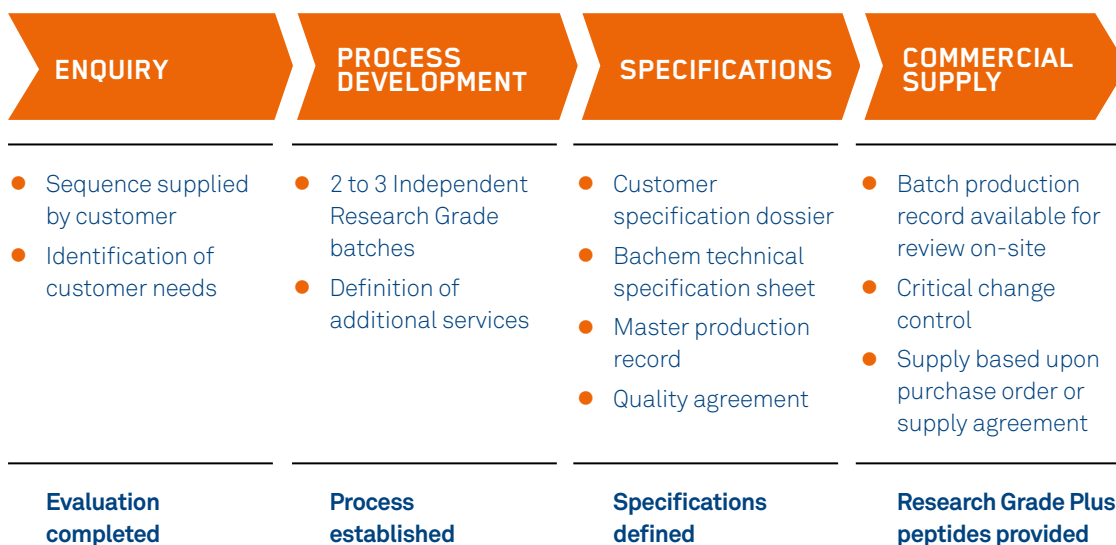 ENQUIRY
PROCESS
DEVELOPMENT
SPECIFICATIONS
COMMERCIAL
SUPPLY
Sequence supplied
by customer
Identification of
customer needs
2 to 3 Independent
Research Grade
batches
Definition of
additional services
Customer
specification dossier
Bachem technical
specification sheet
Master production
record
Quality agreement
Batch production
record available for
review on-site
Critical change
control
Supply based upon
purchase order or
supply agreement
Evaluation
completed
Process
established
Specifications
defined
Research Grade Plus
peptides provided